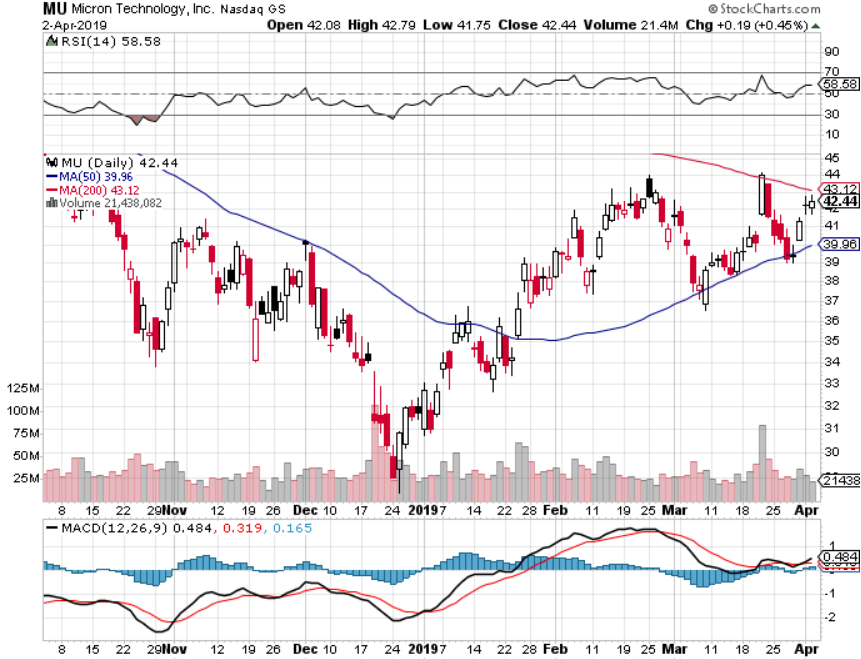 MU Micron Technology, Inc. Nasdaq GS © StockCharts.com
2-Apr-2019 Open 42.08 High 42.79 Low 41.75 Close 42.44 Volume 21.4M Chg +0.19 (+0.45%)
RSI(14) 58.58
90
70
58.58
50
30
10
MU (Daily) 42.44
MA(50) 39.96
MA(200) 43.12
Volume 21,438,082
45
44
43.12
42.44
42
41
39.96
39
38
37
36
35
34
33
32
31
30
125M
100M
75M
50M
25M
21438
8 15 22 29 Nov 12 19 26 Dec 10 17 24 2019 7 14 22 28 Feb 11 19 25 Mar 11 18 25 Apr
MACD(12,26,9) 0.484, 0.319, 0.165
1
0.484
-1
-2
8 15 22 29 Nov 12 19 26 Dec 10 17 24 2019 7 14 22 28 Feb 11 19 25 Mar 11 18 25 Apr